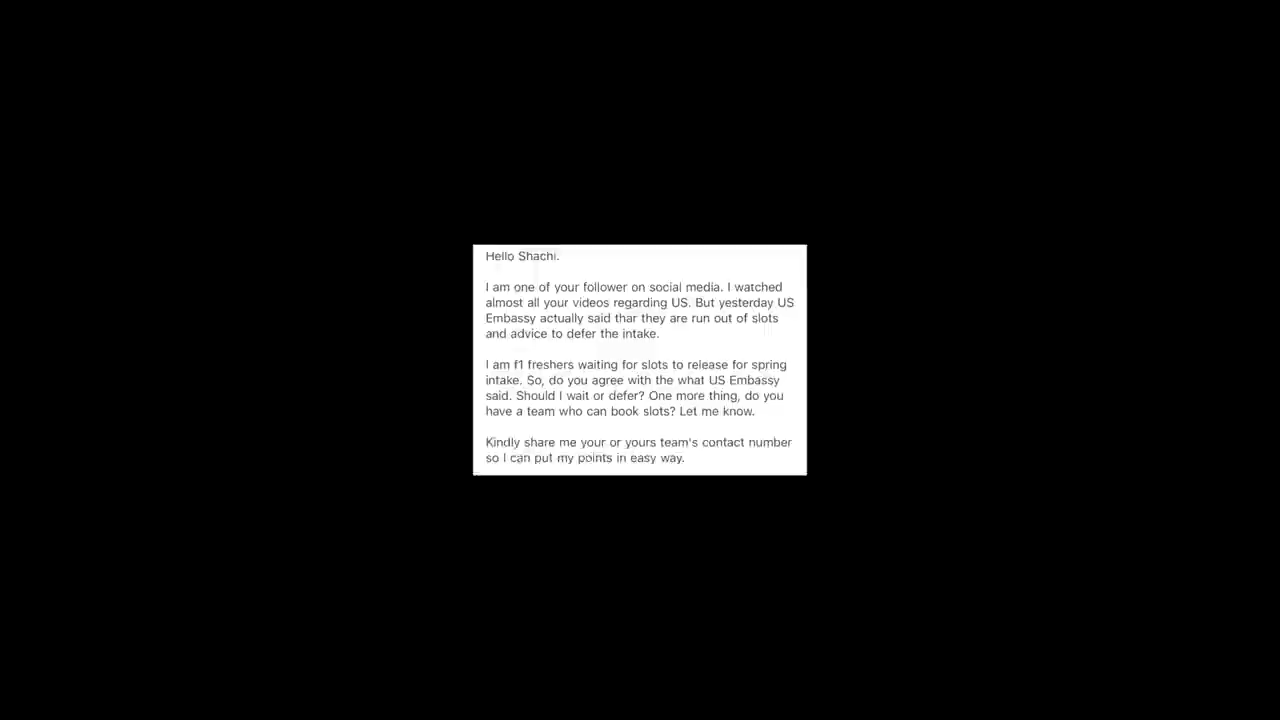 Hello Shachi.
I am one of your follower on social media. I watched
almost all your videos regarding US. But yesterday US
Embassy actually said thar they are run out of slots
and advice to defer the intake.
I am f1 freshers waiting for slots to release for spring
intake. So, do you agree with the what US Embassy
said. Should I wait or defer? One more thing, do you
have a team who can book slots? Let me know.
Kindly share me your or yours team's contact number
so I can put my points in easy way.